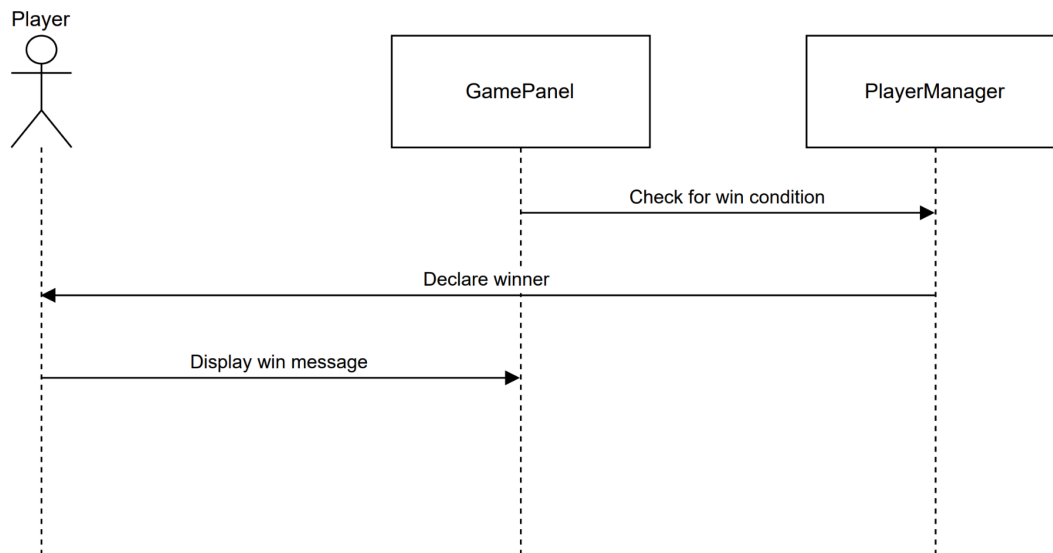 Player
GamePanel
PlayerManager
Check for win condition
Declare winner
Display win message